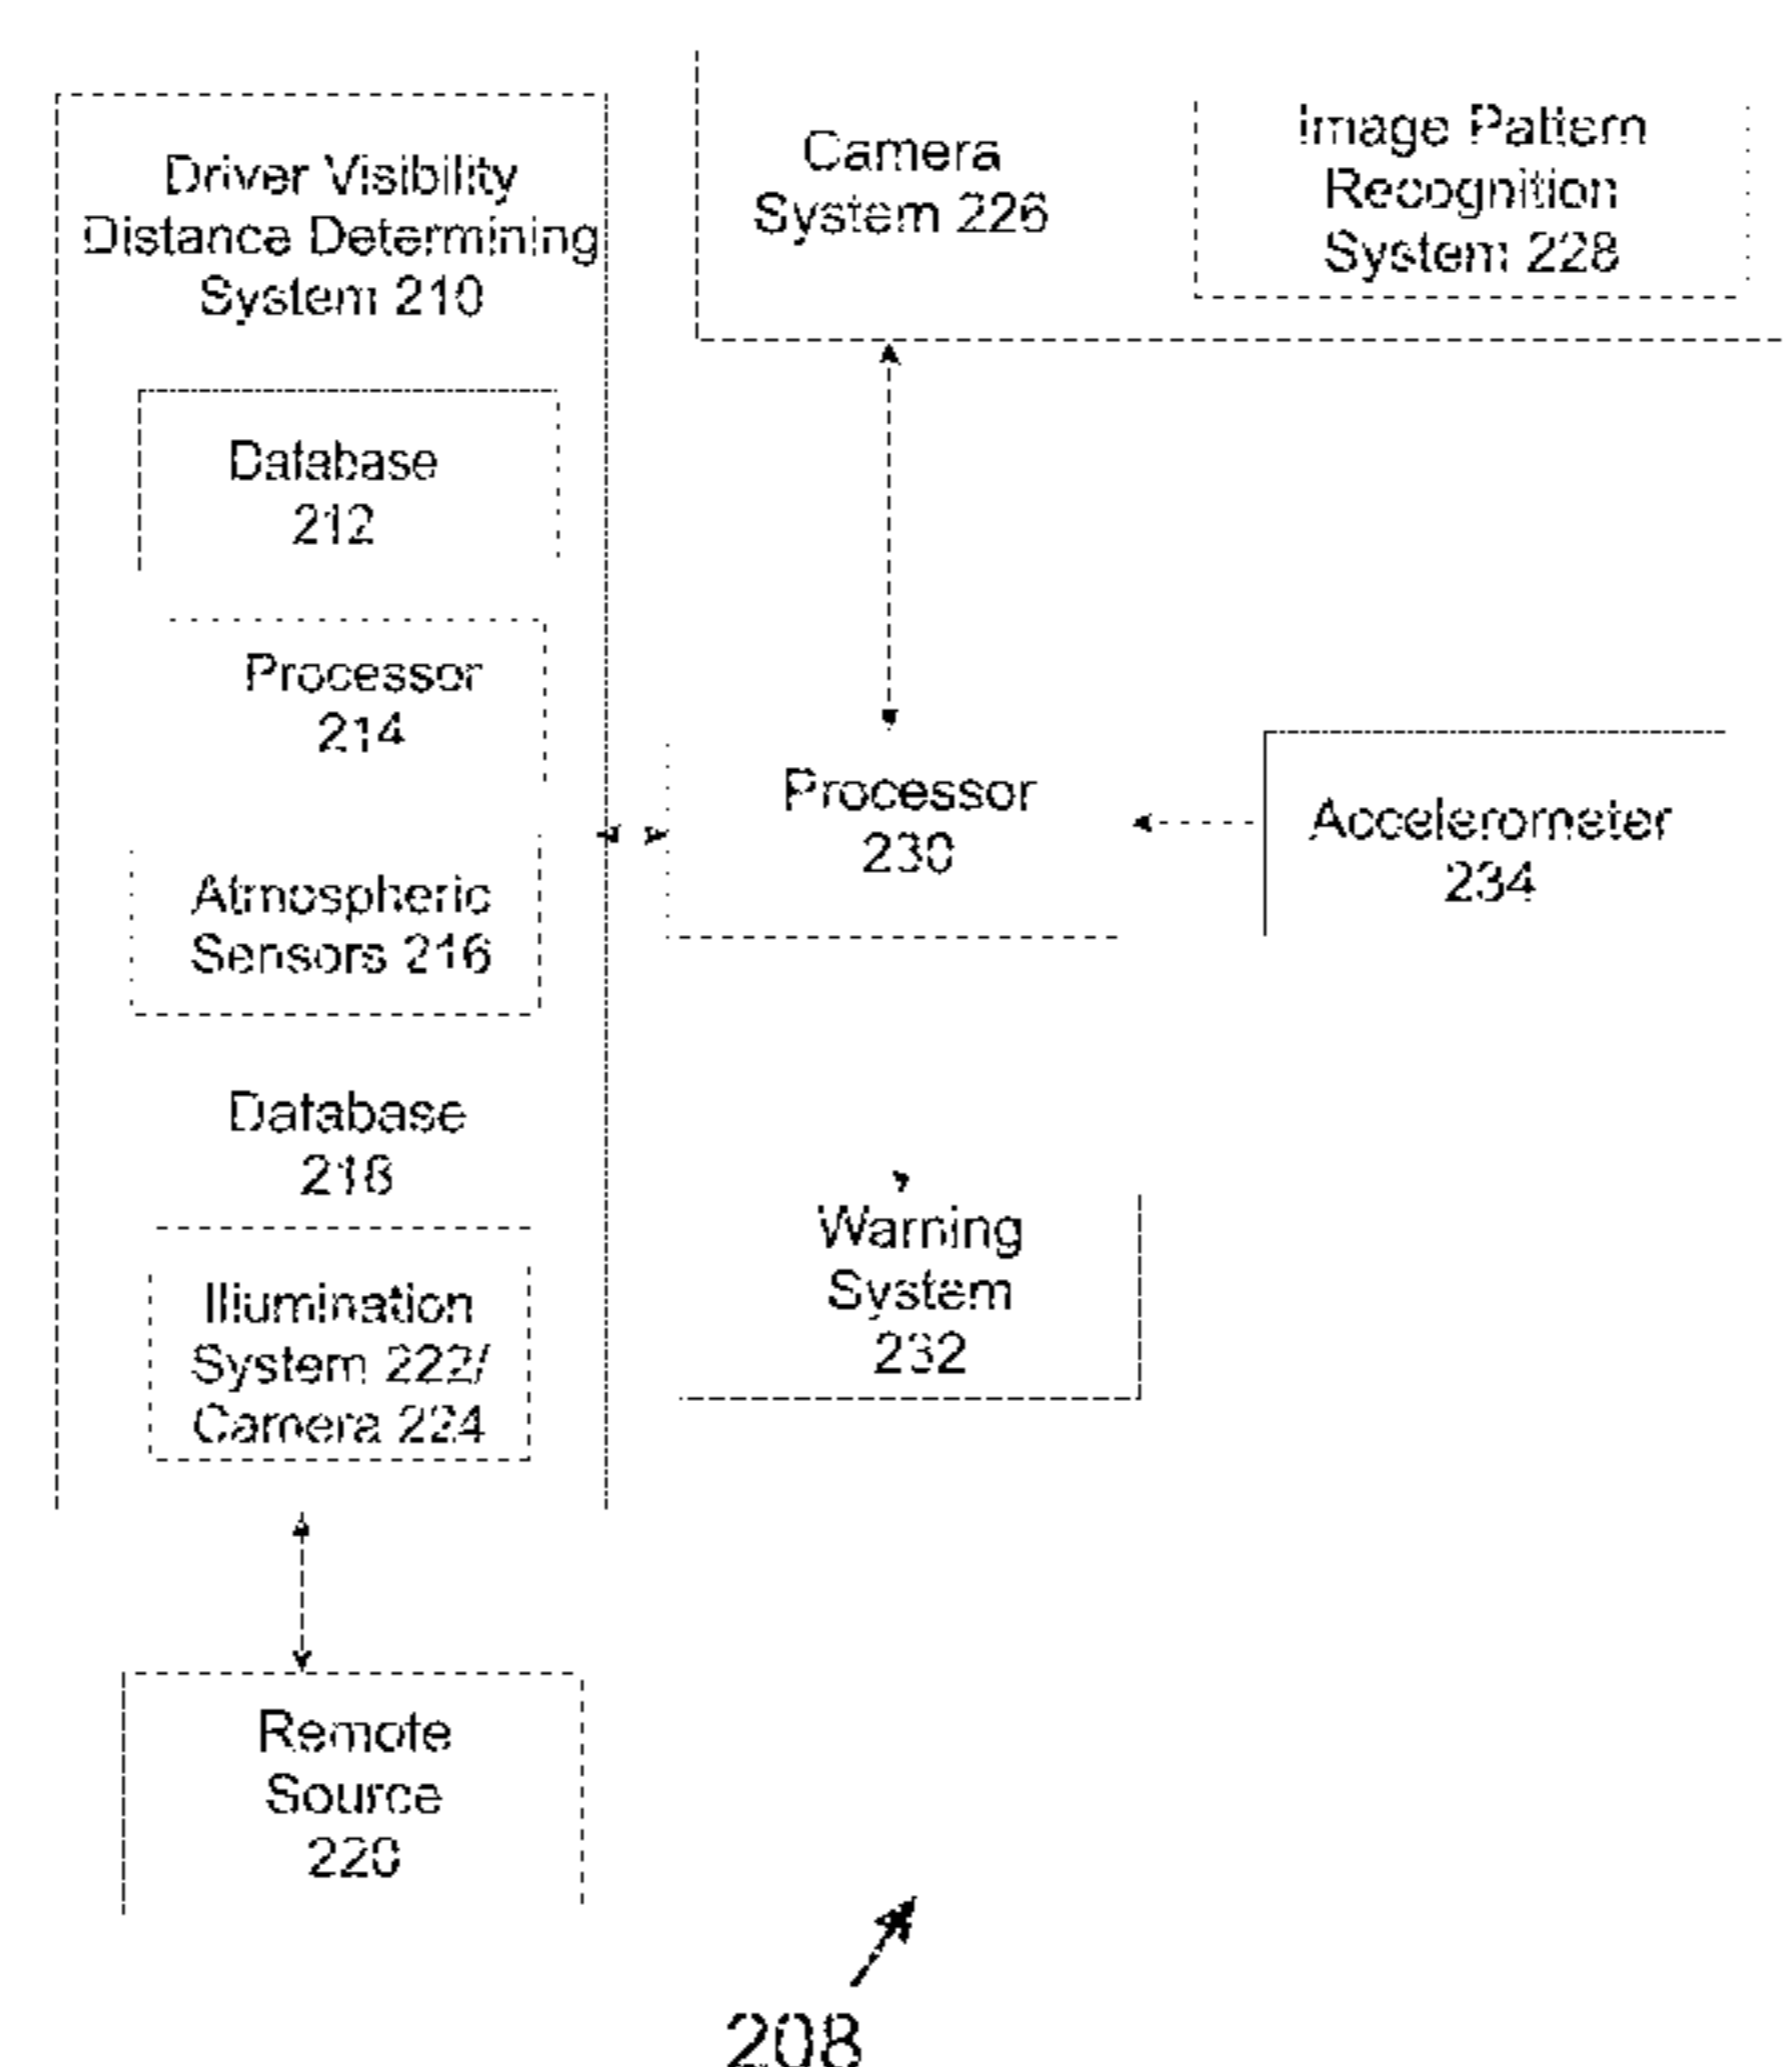 Driver Visibility
Distance Determining
System 210
Database
212
Processor
214
Atmospheric
Sensors 216
Database
218
Illumination
System 222/
Camera 224
Remote
Source
220
Camera
System 226
Image Pattern
Recognition
System 228
Processor
230
Accelerometer
234
Warning
System
232
208